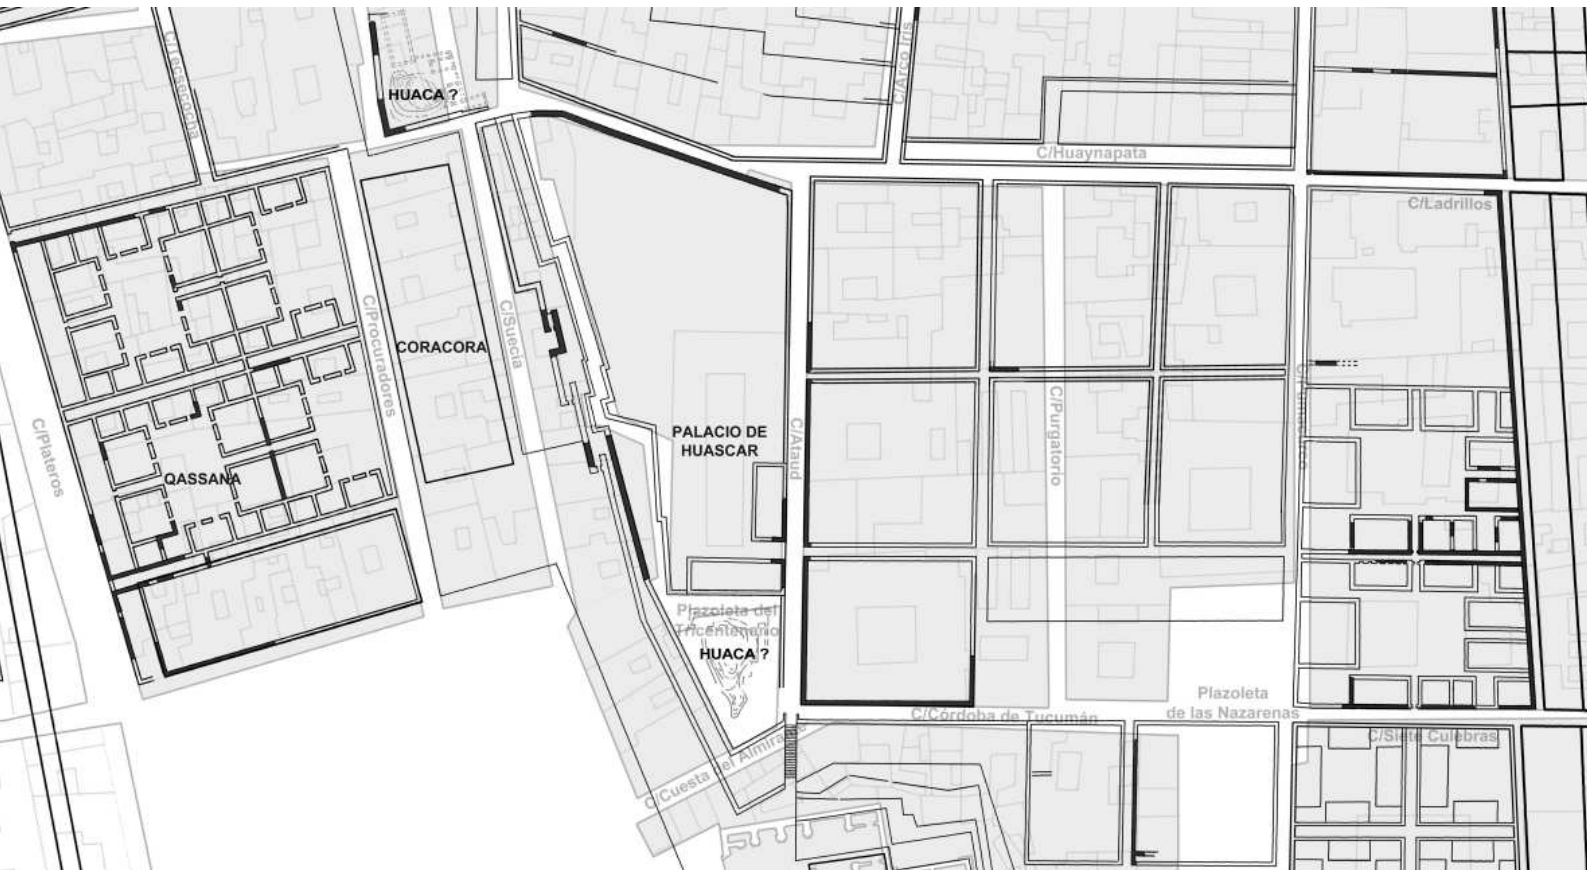 C/Tecsecocha
HUACA ?
C/Arco Iris
C/Huaynapata
C/Ladrillos
C/Plateros
C/Procuradores
CORACORA
C/Suecia
QASSANA
PALACIO DE
HUASCAR
C/Ataud
C/Purgatorio
Plazoleta del
Tricentenario
HUACA ?
Plazoleta
de las Nazarenas
C/Córdoba de Tucumán
C/Siete Culebras
C/Cuesta del Almirante